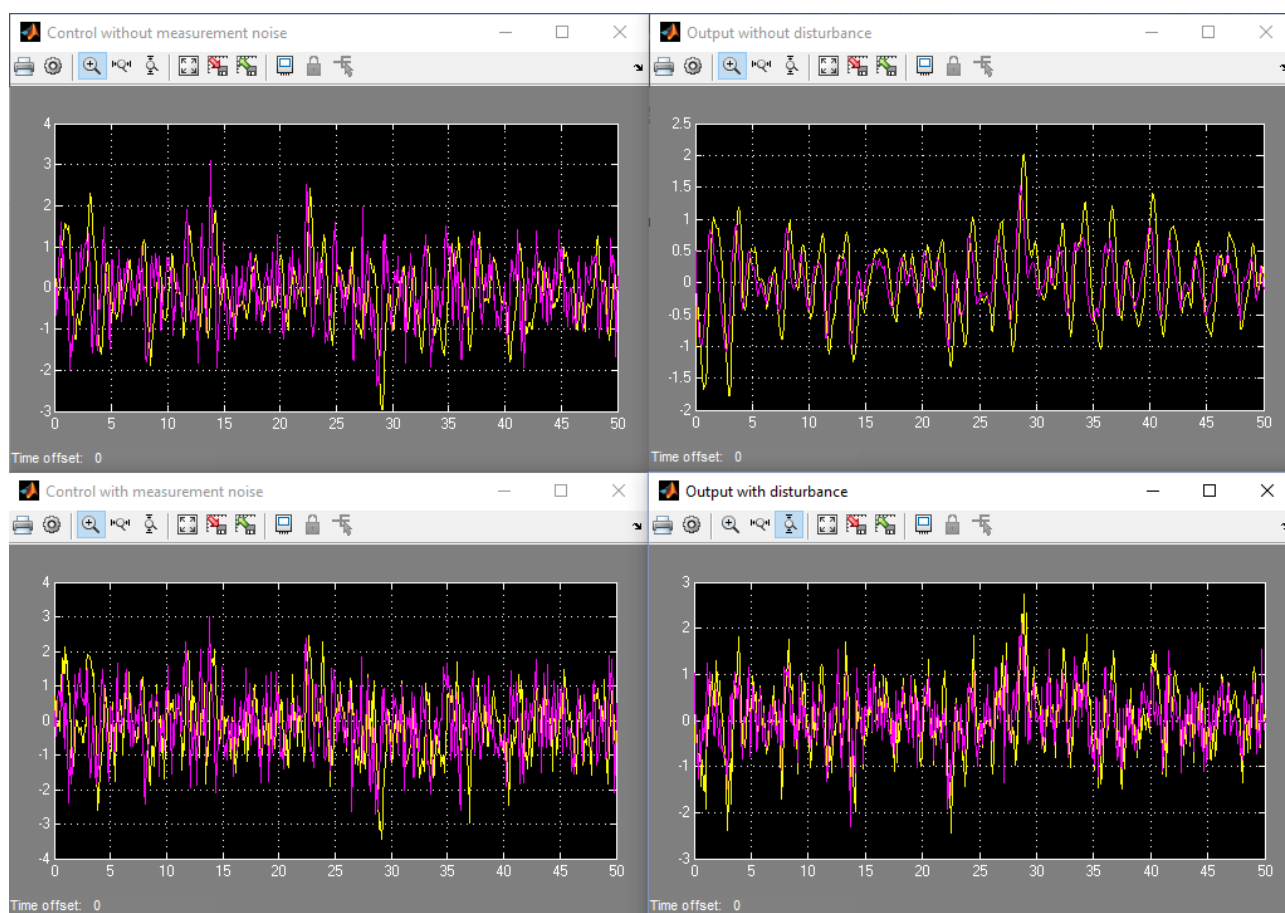 Control without measurement noise
4
3
2
1
0
-1
-2
-3
0 5 10 15 20 25 30 35 40 45 50
Time offset: 0
Output without disturbance
2.5
2
1.5
1
0.5
0
-0.5
-1
-1.5
-2
0 5 10 15 20 25 30 35 40 45 50
Time offset: 0
Control with measurement noise
4
3
2
1
0
-1
-2
-3
-4
0 5 10 15 20 25 30 35 40 45 50
Time offset: 0
Output with disturbance
3
2
1
0
-1
-2
-3
0 5 10 15 20 25 30 35 40 45 50
Time offset: 0